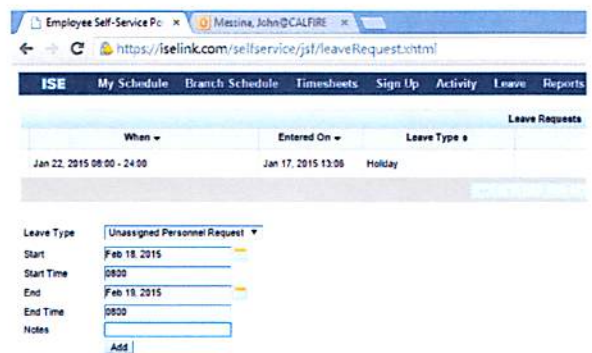 Employee Self-Service Po × Messina, John@CALFIRE ×
https://iselink.com/selfservice/jsf/leaveRequest.xhtml
ISE My Schedule Branch Schedule Timesheets Sign Up Activity Leave Reports
Leave Requests
When Entered On Leave Type
Jan 22, 2015 08:00 - 24:00 Jan 17, 2015 13:06 Holiday
Leave Type Unassigned Personnel Request
Start Feb 18, 2015
Start Time 0800
End Feb 19, 2015
End Time 0800
Notes
Add